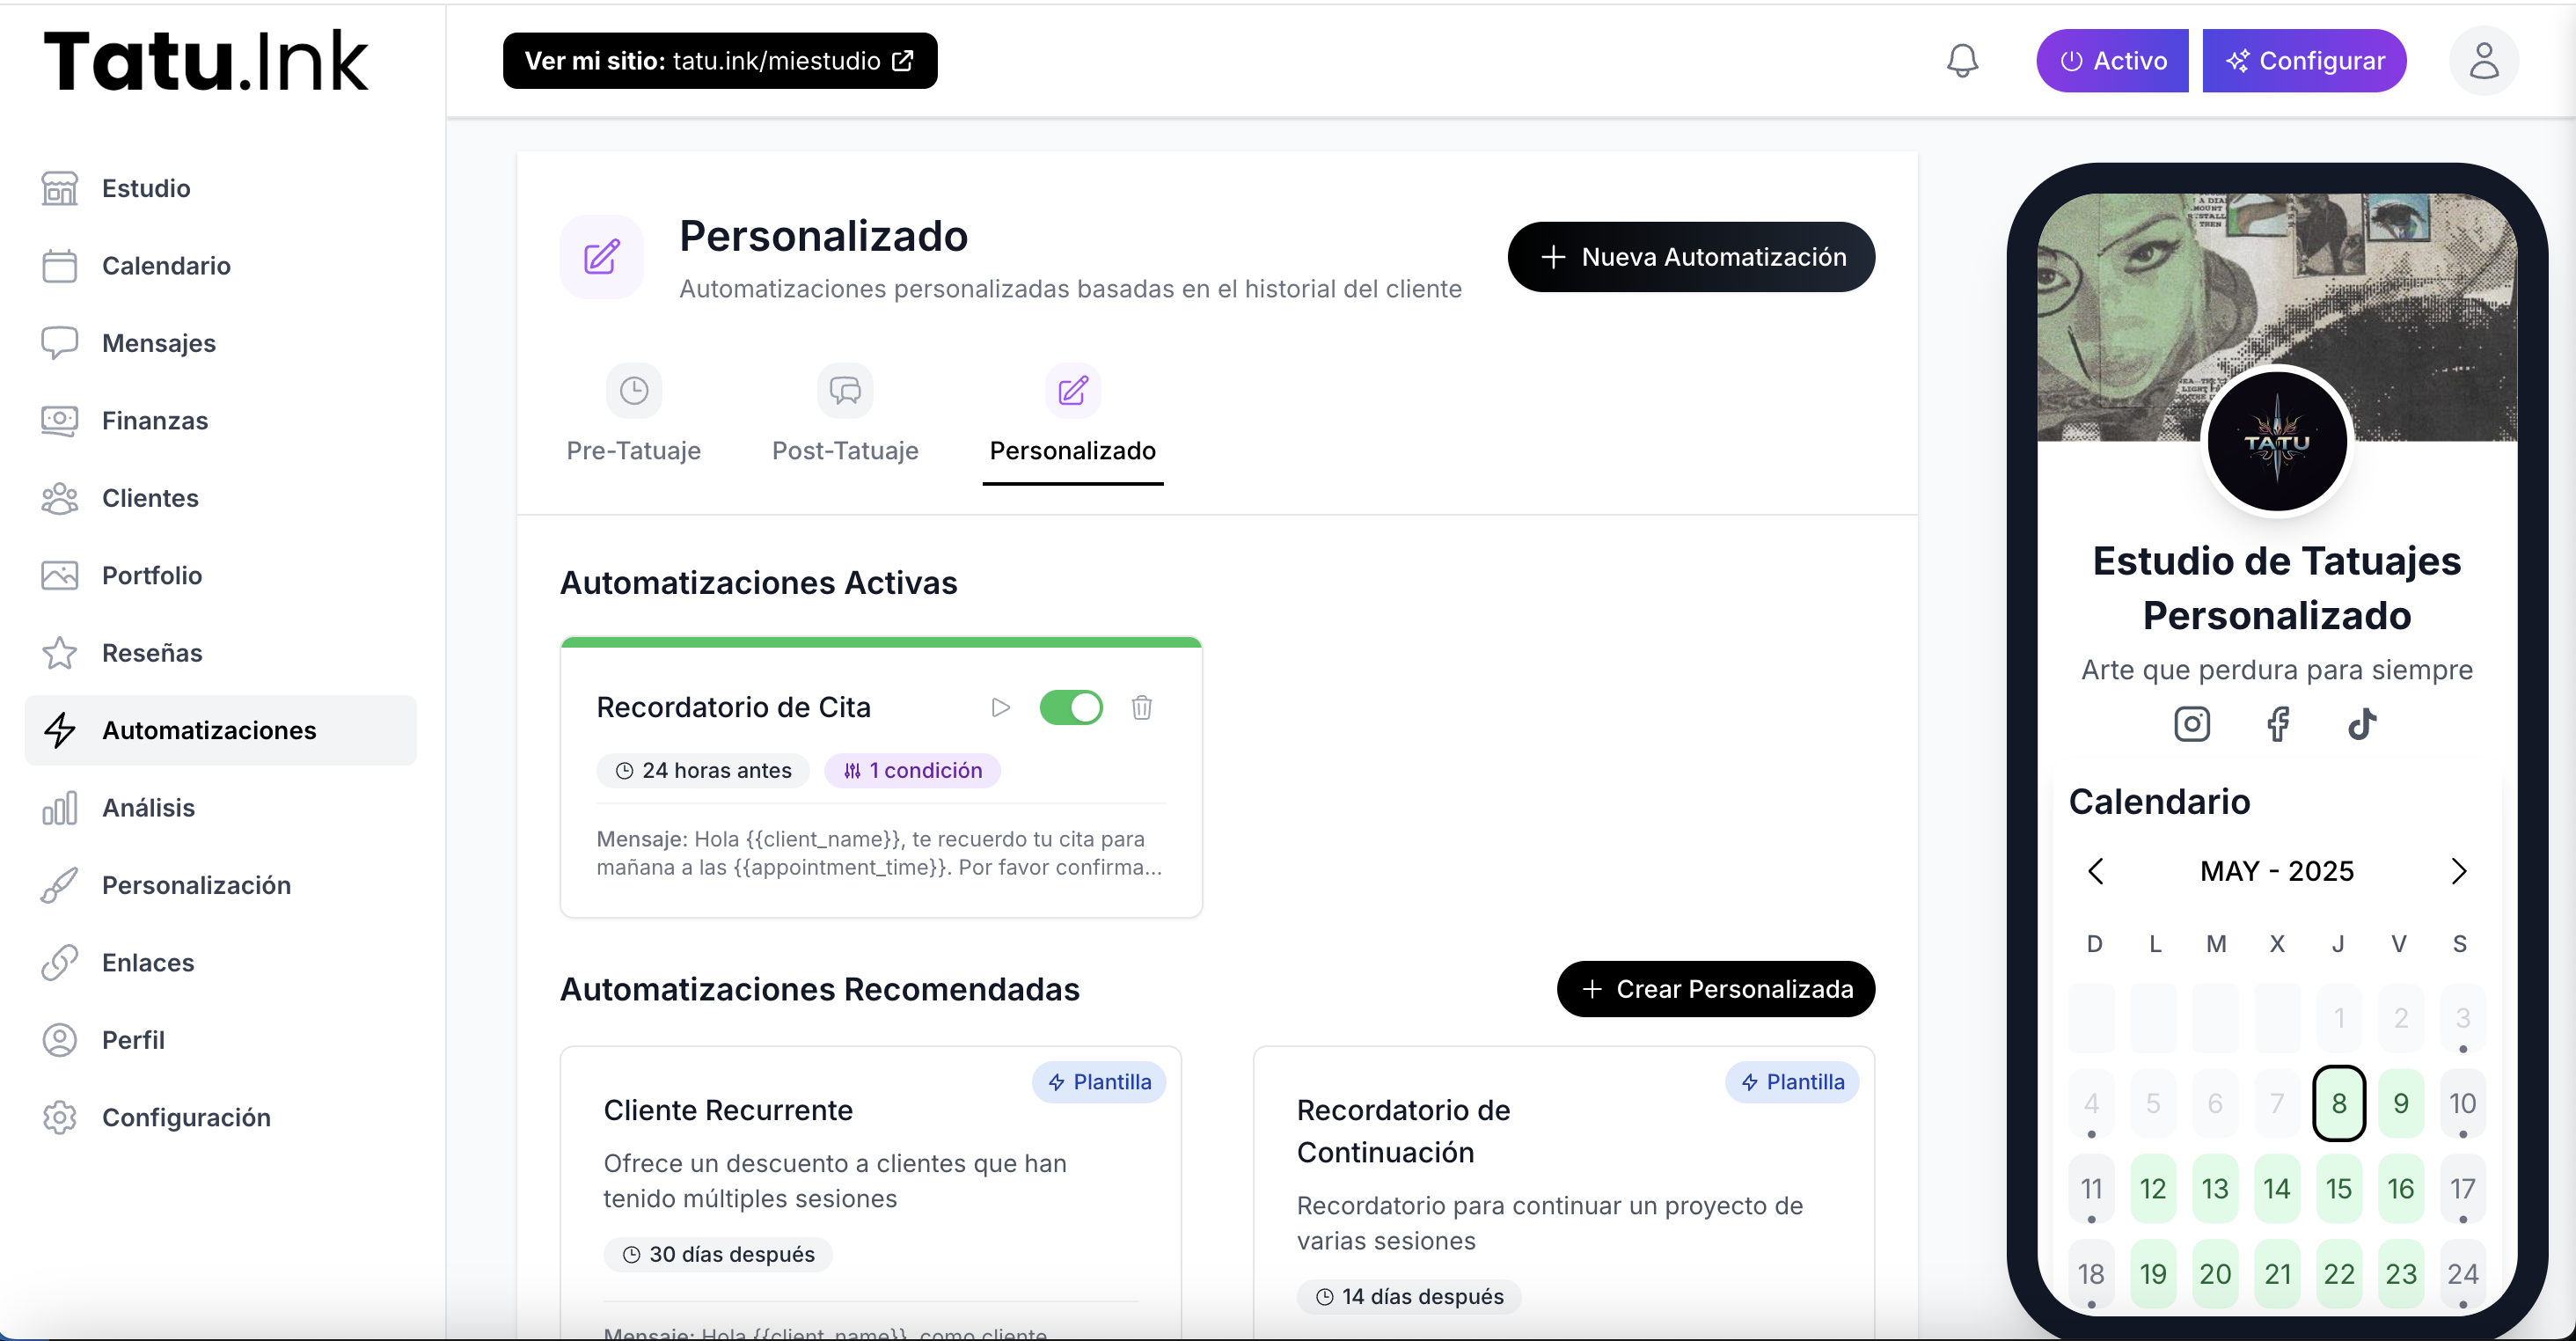 Tatu.Ink
Ver mi sitio: tatu.ink/miestudio
Activo
Configurar
Estudio
Calendario
Mensajes
Finanzas
Clientes
Portfolio
Reseñas
Automatizaciones
Análisis
Personalización
Enlaces
Perfil
Configuración
Personalizado
Automatizaciones personalizadas basadas en el historial del cliente
Nueva Automatización
Pre-Tatuaje
Post-Tatuaje
Personalizado
Automatizaciones Activas
Recordatorio de Cita
24 horas antes
1 condición
Mensaje: Hola {{client_name}}, te recuerdo tu cita para
mañana a las {{appointment_time}}. Por favor confirma...
Automatizaciones Recomendadas
Crear Personalizada
Plantilla
Cliente Recurrente
Ofrece un descuento a clientes que han
tenido múltiples sesiones
30 días después
Mensaje: Hola {{client_name}}, como cliente
Plantilla
Recordatorio de
Continuación
Recordatorio para continuar un proyecto de
varias sesiones
14 días después
TATU
Estudio de Tatuajes
Personalizado
Arte que perdura para siempre
Calendario
MAY - 2025
D L M X J V S
1 2 3
4 5 6 7 8 9 10
11 12 13 14 15 16 17
18 19 20 21 22 23 24